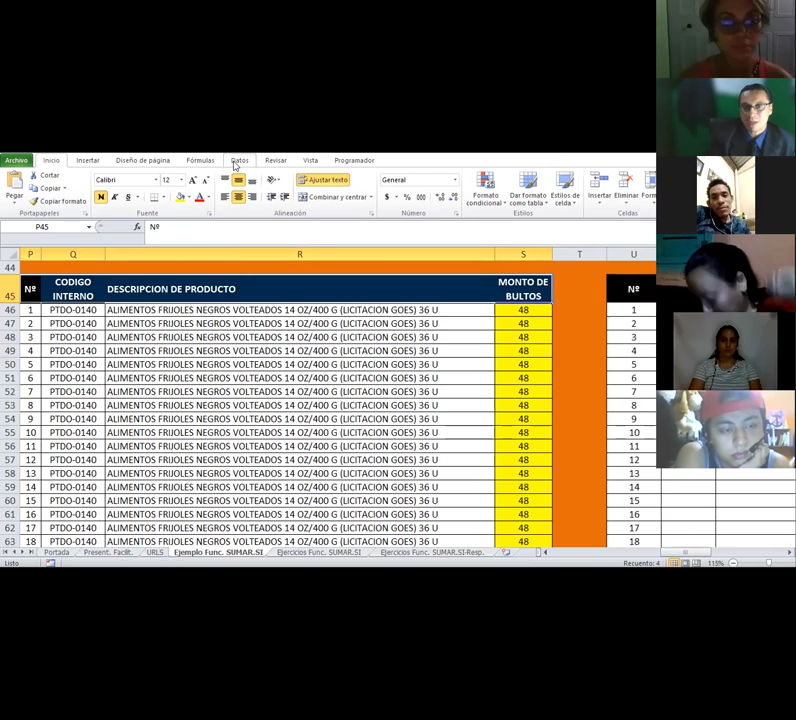 Archivo Inicio Insertar Diseño de página Fórmulas Datos Revisar Vista Programador
Cortar
Copiar
Copiar formato
Pegar
Portapapeles
Calibri 12
N K S
Fuente
Ajustar texto
Combinar y centrar
Alineación
General
$ % 000
Número
Formato condicional
Dar formato como tabla
Estilos de celda
Estilos
Insertar Eliminar Form
Celdas
P45 fx Nº
P Q R S T U
44
45 Nº CODIGO INTERNO DESCRIPCION DE PRODUCTO MONTO DE BULTOS Nº
46 1 PTDO-0140 ALIMENTOS FRIJOLES NEGROS VOLTEADOS 14 OZ/400 G (LICITACION GOES) 36 U 48 1
47 2 PTDO-0140 ALIMENTOS FRIJOLES NEGROS VOLTEADOS 14 OZ/400 G (LICITACION GOES) 36 U 48 2
48 3 PTDO-0140 ALIMENTOS FRIJOLES NEGROS VOLTEADOS 14 OZ/400 G (LICITACION GOES) 36 U 48 3
49 4 PTDO-0140 ALIMENTOS FRIJOLES NEGROS VOLTEADOS 14 OZ/400 G (LICITACION GOES) 36 U 48 4
50 5 PTDO-0140 ALIMENTOS FRIJOLES NEGROS VOLTEADOS 14 OZ/400 G (LICITACION GOES) 36 U 48 5
51 6 PTDO-0140 ALIMENTOS FRIJOLES NEGROS VOLTEADOS 14 OZ/400 G (LICITACION GOES) 36 U 48 6
52 7 PTDO-0140 ALIMENTOS FRIJOLES NEGROS VOLTEADOS 14 OZ/400 G (LICITACION GOES) 36 U 48 7
53 8 PTDO-0140 ALIMENTOS FRIJOLES NEGROS VOLTEADOS 14 OZ/400 G (LICITACION GOES) 36 U 48 8
54 9 PTDO-0140 ALIMENTOS FRIJOLES NEGROS VOLTEADOS 14 OZ/400 G (LICITACION GOES) 36 U 48 9
55 10 PTDO-0140 ALIMENTOS FRIJOLES NEGROS VOLTEADOS 14 OZ/400 G (LICITACION GOES) 36 U 48 10
56 11 PTDO-0140 ALIMENTOS FRIJOLES NEGROS VOLTEADOS 14 OZ/400 G (LICITACION GOES) 36 U 48 11
57 12 PTDO-0140 ALIMENTOS FRIJOLES NEGROS VOLTEADOS 14 OZ/400 G (LICITACION GOES) 36 U 48 12
58 13 PTDO-0140 ALIMENTOS FRIJOLES NEGROS VOLTEADOS 14 OZ/400 G (LICITACION GOES) 36 U 48 13
59 14 PTDO-0140 ALIMENTOS FRIJOLES NEGROS VOLTEADOS 14 OZ/400 G (LICITACION GOES) 36 U 48 14
60 15 PTDO-0140 ALIMENTOS FRIJOLES NEGROS VOLTEADOS 14 OZ/400 G (LICITACION GOES) 36 U 48 15
61 16 PTDO-0140 ALIMENTOS FRIJOLES NEGROS VOLTEADOS 14 OZ/400 G (LICITACION GOES) 36 U 48 16
62 17 PTDO-0140 ALIMENTOS FRIJOLES NEGROS VOLTEADOS 14 OZ/400 G (LICITACION GOES) 36 U 48 17
63 18 PTDO-0140 ALIMENTOS FRIJOLES NEGROS VOLTEADOS 14 OZ/400 G (LICITACION GOES) 36 U 48 18
Portada Present. Facilit. URLS Ejemplo Func. SUMAR.SI Ejercicios Func. SUMAR.SI Ejercicios Func. SUMAR.SI-Resp.
Listo Recuento: 4 115%